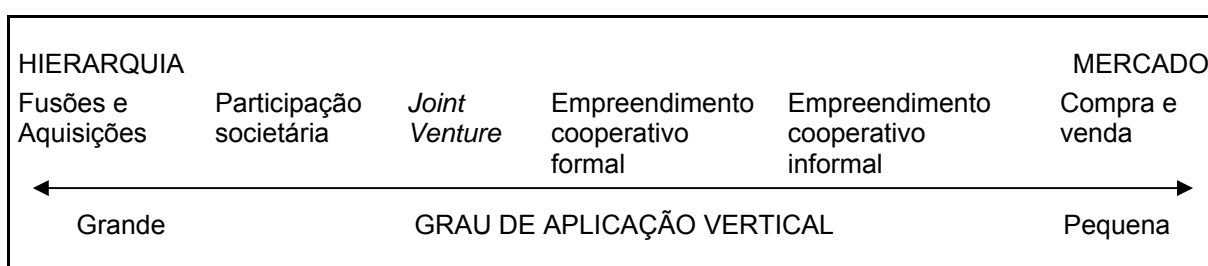 HIERARQUIA MERCADO
Fusões e Participação Joint Empreendimento Empreendimento Compra e
Aquisições societária Venture cooperativo cooperativo venda
formal informal
Grande GRAU DE APLICAÇÃO VERTICAL Pequena